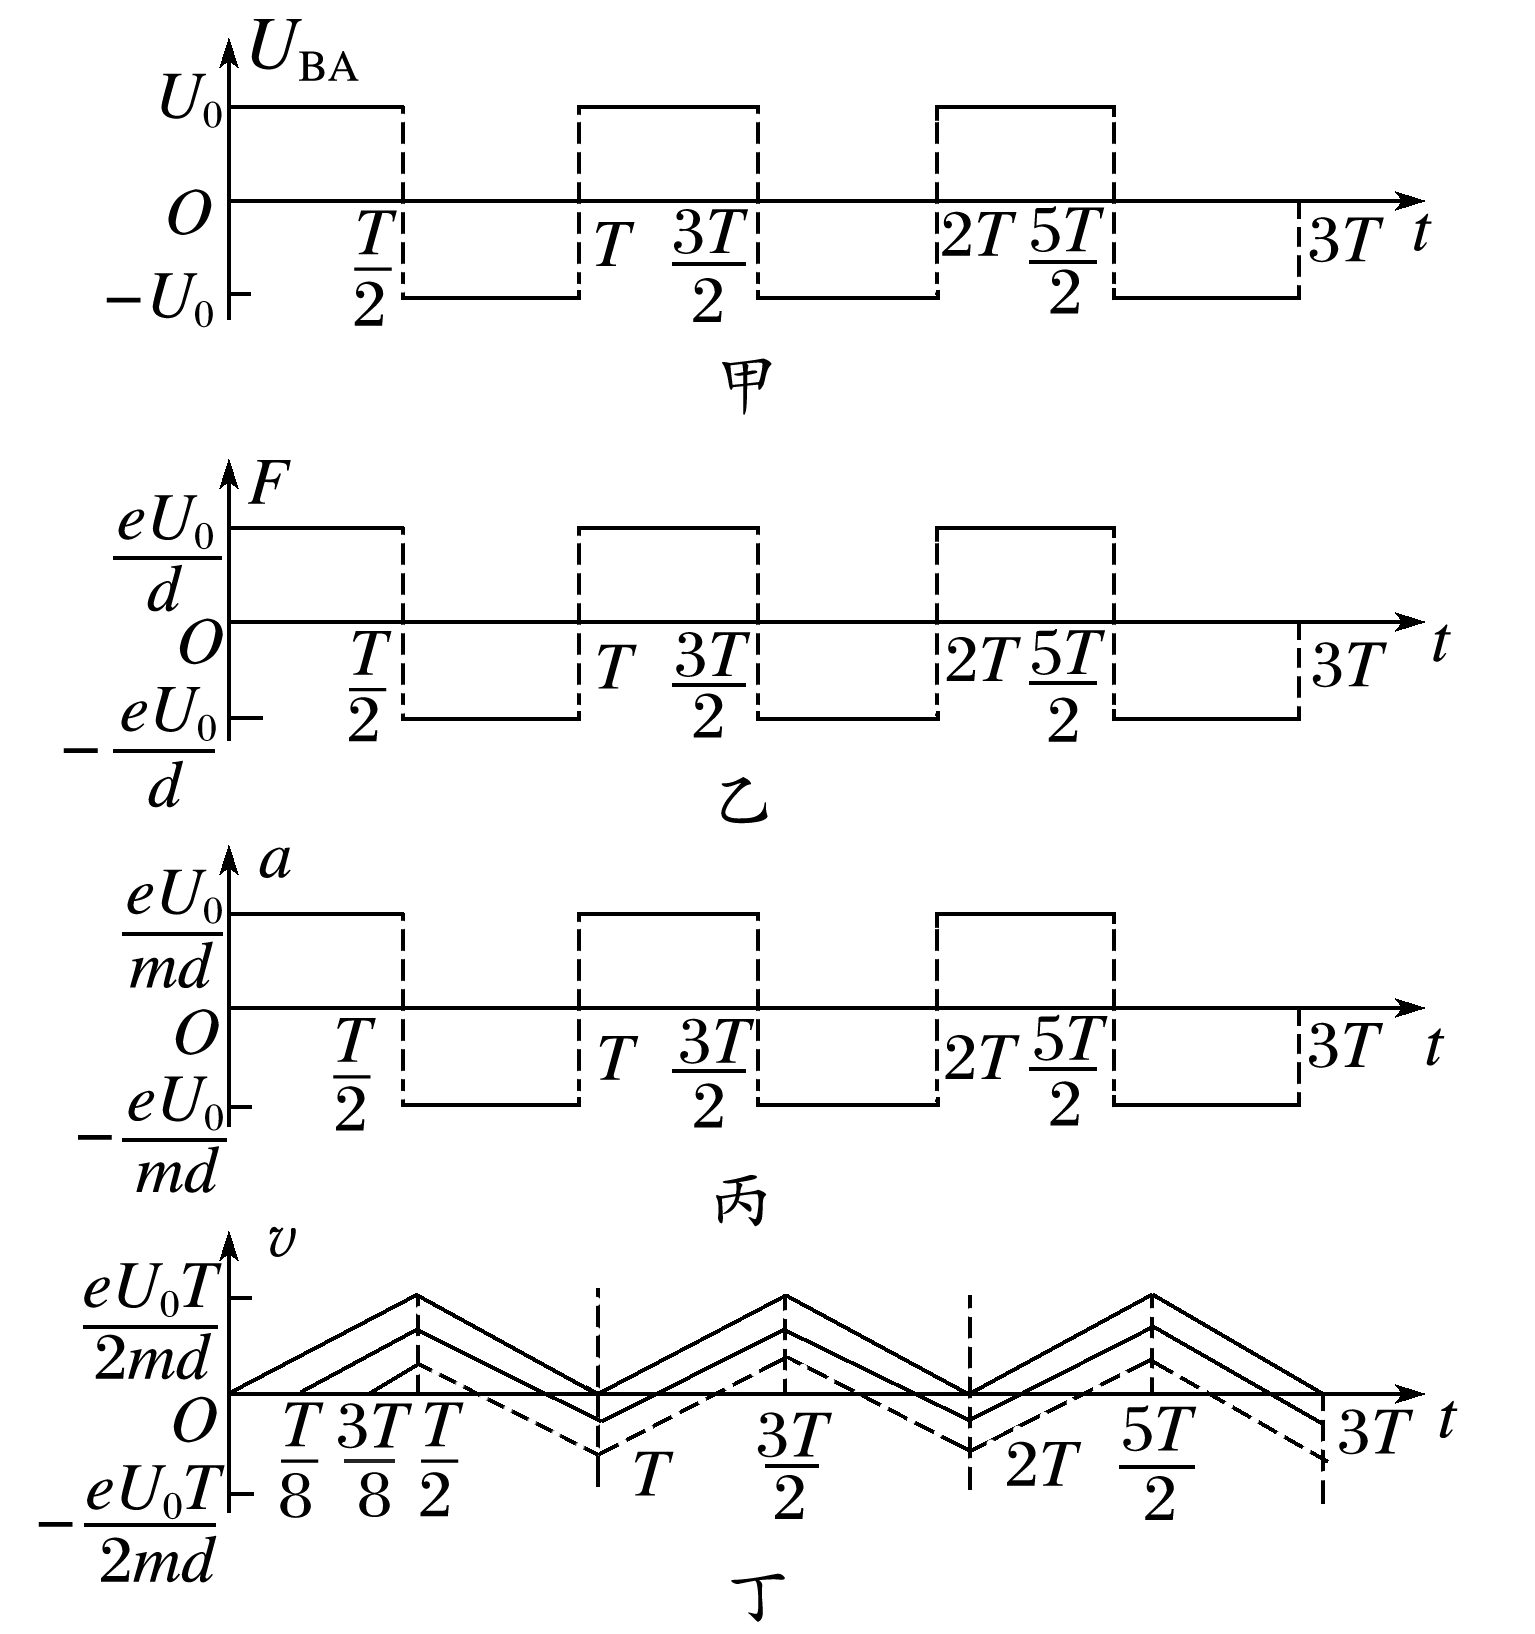 U_BA
U_0
O
T/2 T 3T/2 2T 5T/2 3T t
−U_0
甲
F
eU_0/d
O
T/2 T 3T/2 2T 5T/2 3T t
−eU_0/d
乙
a
eU_0/md
O
T/2 T 3T/2 2T 5T/2 3T t
−eU_0/md
丙
v
eU_0T/2md
O
T/8 3T/8 T/2 T 3T/2 2T 5T/2 3T t
−eU_0T/2md
丁